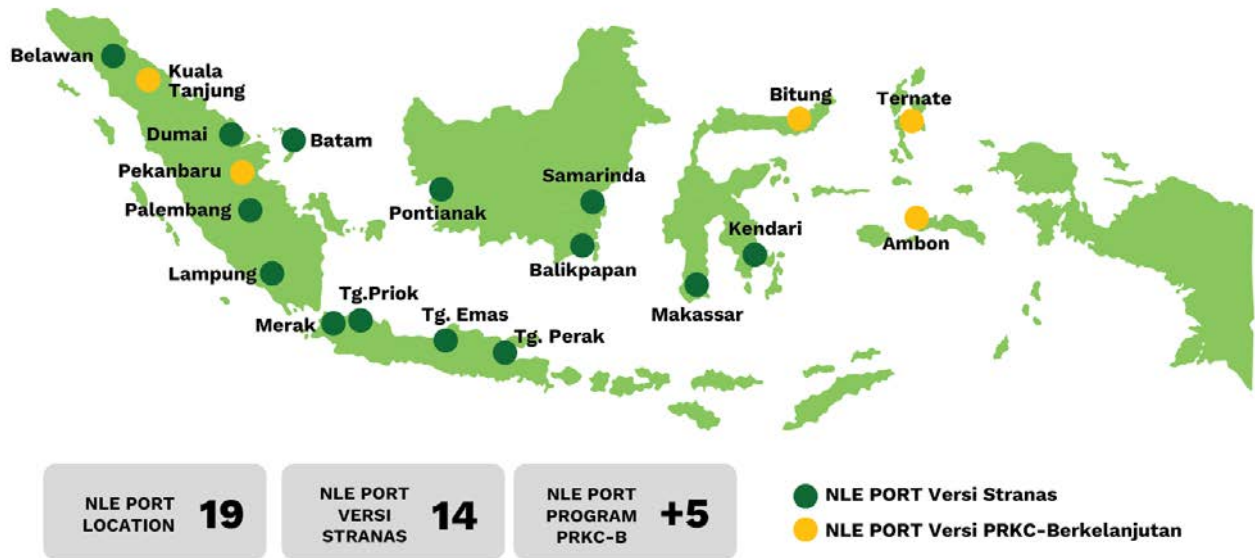 Belawan
Kuala
Tanjung
Dumai
Batam
Pekanbaru
Palembang
Lampung
Merak
Tg.Priok
Tg. Emas
Tg. Perak
Pontianak
Samarinda
Balikpapan
Bitung
Ternate
Kendari
Makassar
Ambon
NLE PORT
LOCATION
19
NLE PORT
VERSI
STRANAS
14
NLE PORT
PROGRAM
PRKC-B
+5
NLE PORT Versi Stranas
NLE PORT Versi PRKC-Berkelanjutan